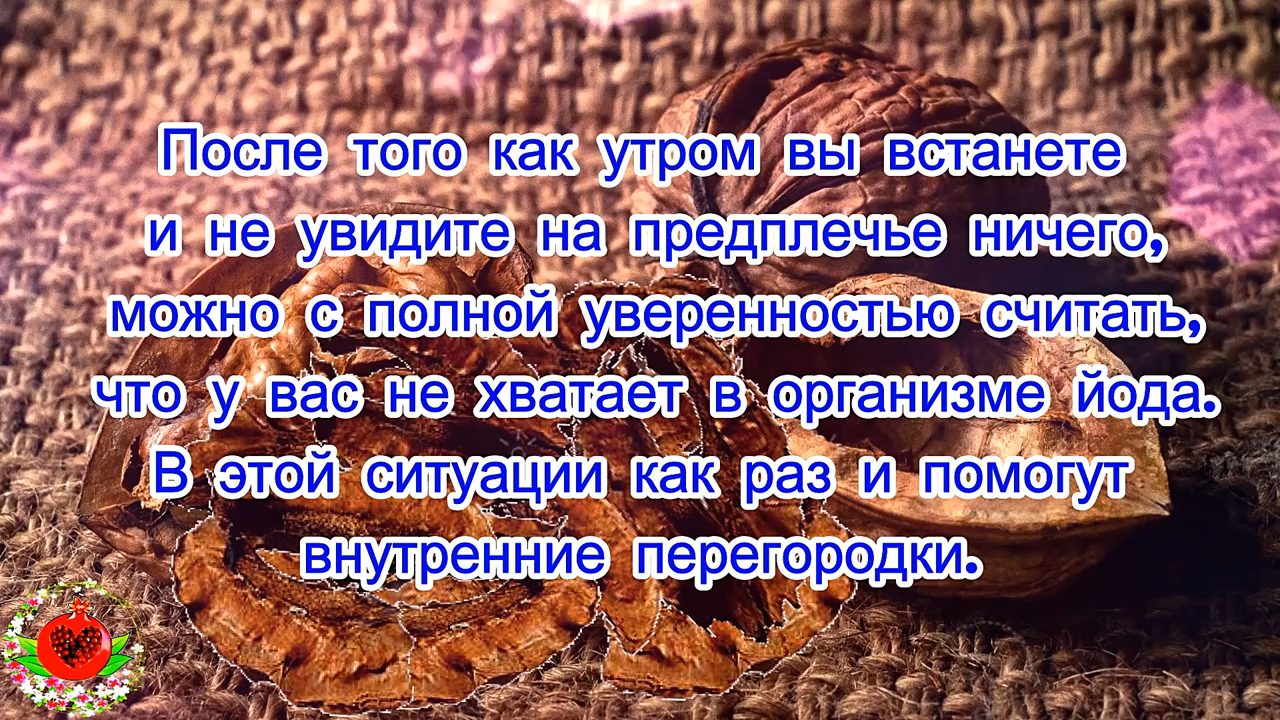 После того как утром вы встанете
и не увидите на предплечье ничего,
можно с полной уверенностью считать,
что у вас не хватает в организме йода.
В этой ситуации как раз и помогут
внутренние перегородки.